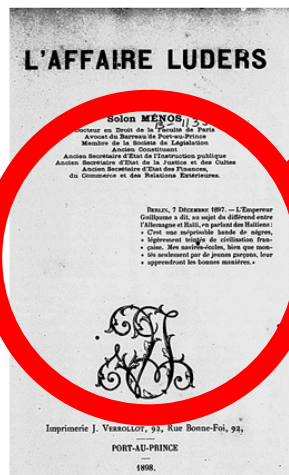 L'AFFAIRE LUDERS
Solon MÉNOS
Docteur en Droit de la Faculté de Paris
Avocat du Barreau de Port-au-Prince
Membre de la Société de Législation
Ancien Constituant
Ancien Secrétaire d'Etat de l'Instruction publique
Ancien Secrétaire d'Etat de la Justice et des Cultes
Ancien Secrétaire d'Etat des Finances,
du Commerce et des Relations Extérieures.
BERLIN, 7 DÉCEMBRE 1897. — L'Empereur
Guillaume a dit, au sujet du différend entre
l'Allemagne et Haïti, en parlant des Haïtiens:
« C'est une méprisable bande de nègres,
« légèrement teintés de civilisation fran-
« çaise. Mes navires-écoles, bien que mon-
« tés seulement par de jeunes garçons, leur
« apprendront les bonnes manières. »
Imprimerie J. VERROLLOT, 92, Rue Bonne-Foi, 92,
PORT-AU-PRINCE
1898.